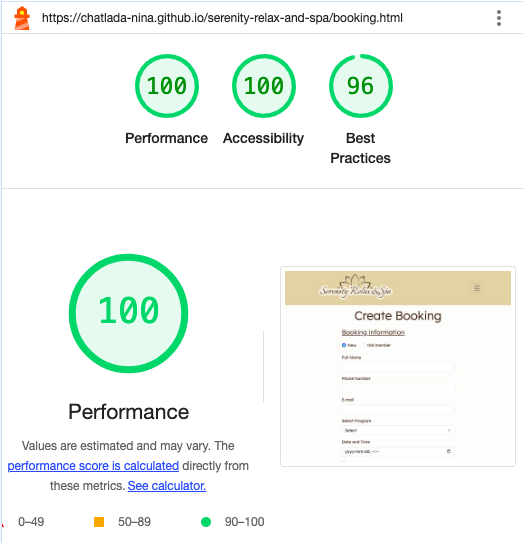 https://chatlada-nina.github.io/serenity-relax-and-spa/booking.html
100
100
96
Performance
Accessibility
Best
Practices
100
Performance
Values are estimated and may vary. The
performance score is calculated directly from
these metrics. See calculator.
0–49
50–89
90–100
Serenity Relax & Spa
Create Booking
Booking Information
New
Old member
Full Name
Phone number
E-mail
Select Program
Select
Date and Time
yyyy-mm-dd, --:--